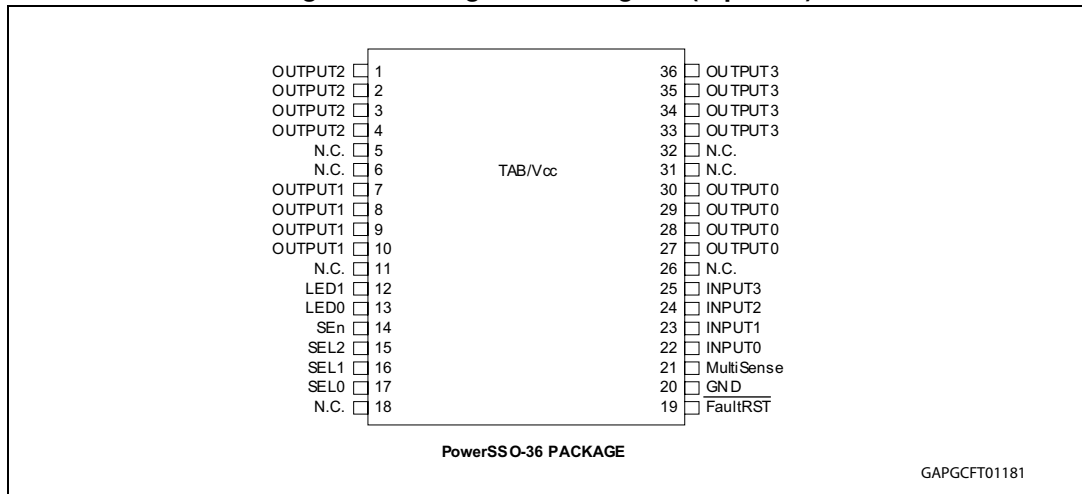 OUTPUT2 1 36 OUTPUT3
OUTPUT2 2 35 OUTPUT3
OUTPUT2 3 34 OUTPUT3
OUTPUT2 4 33 OUTPUT3
N.C. 5 32 N.C.
N.C. 6 TAB/Vcc 31 N.C.
OUTPUT1 7 30 OUTPUT0
OUTPUT1 8 29 OUTPUT0
OUTPUT1 9 28 OUTPUT0
OUTPUT1 10 27 OUTPUT0
N.C. 11 26 N.C.
LED1 12 25 INPUT3
LED0 13 24 INPUT2
SEn 14 23 INPUT1
SEL2 15 22 INPUT0
SEL1 16 21 MultiSense
SEL0 17 20 GND
N.C. 18 19 FaultRST
PowerSSO-36 PACKAGE
GAPGCFT01181